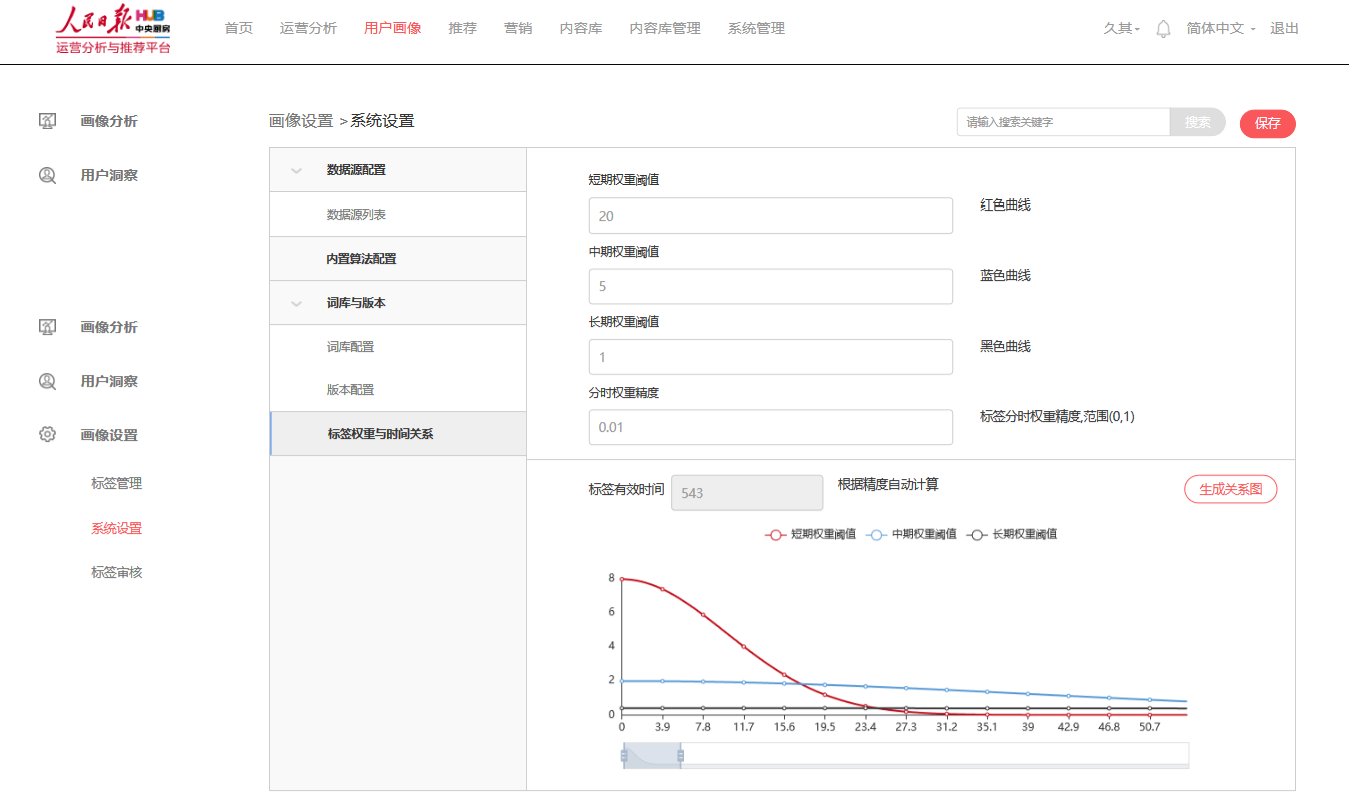 人民日报 HUB 中央厨房
运营分析与推荐平台
首页 运营分析 用户画像 推荐 营销 内容库 内容库管理 系统管理
久其 简体中文 退出
画像分析
用户洞察
画像分析
用户洞察
画像设置
标签管理
系统设置
标签审核
画像设置 > 系统设置
请输入搜索关键字 搜索 保存
数据源配置
数据源列表
内置算法配置
词库与版本
词库配置
版本配置
标签权重与时间关系
短期权重阈值
20 红色曲线
中期权重阈值
5 蓝色曲线
长期权重阈值
1 黑色曲线
分时权重精度
0.01 标签分时权重精度,范围(0,1)
标签有效时间 543 根据精度自动计算 生成关系图
短期权重阈值 中期权重阈值 长期权重阈值
8
6
4
2
0
0 3.9 7.8 11.7 15.6 19.5 23.4 27.3 31.2 35.1 39 42.9 46.8 50.7